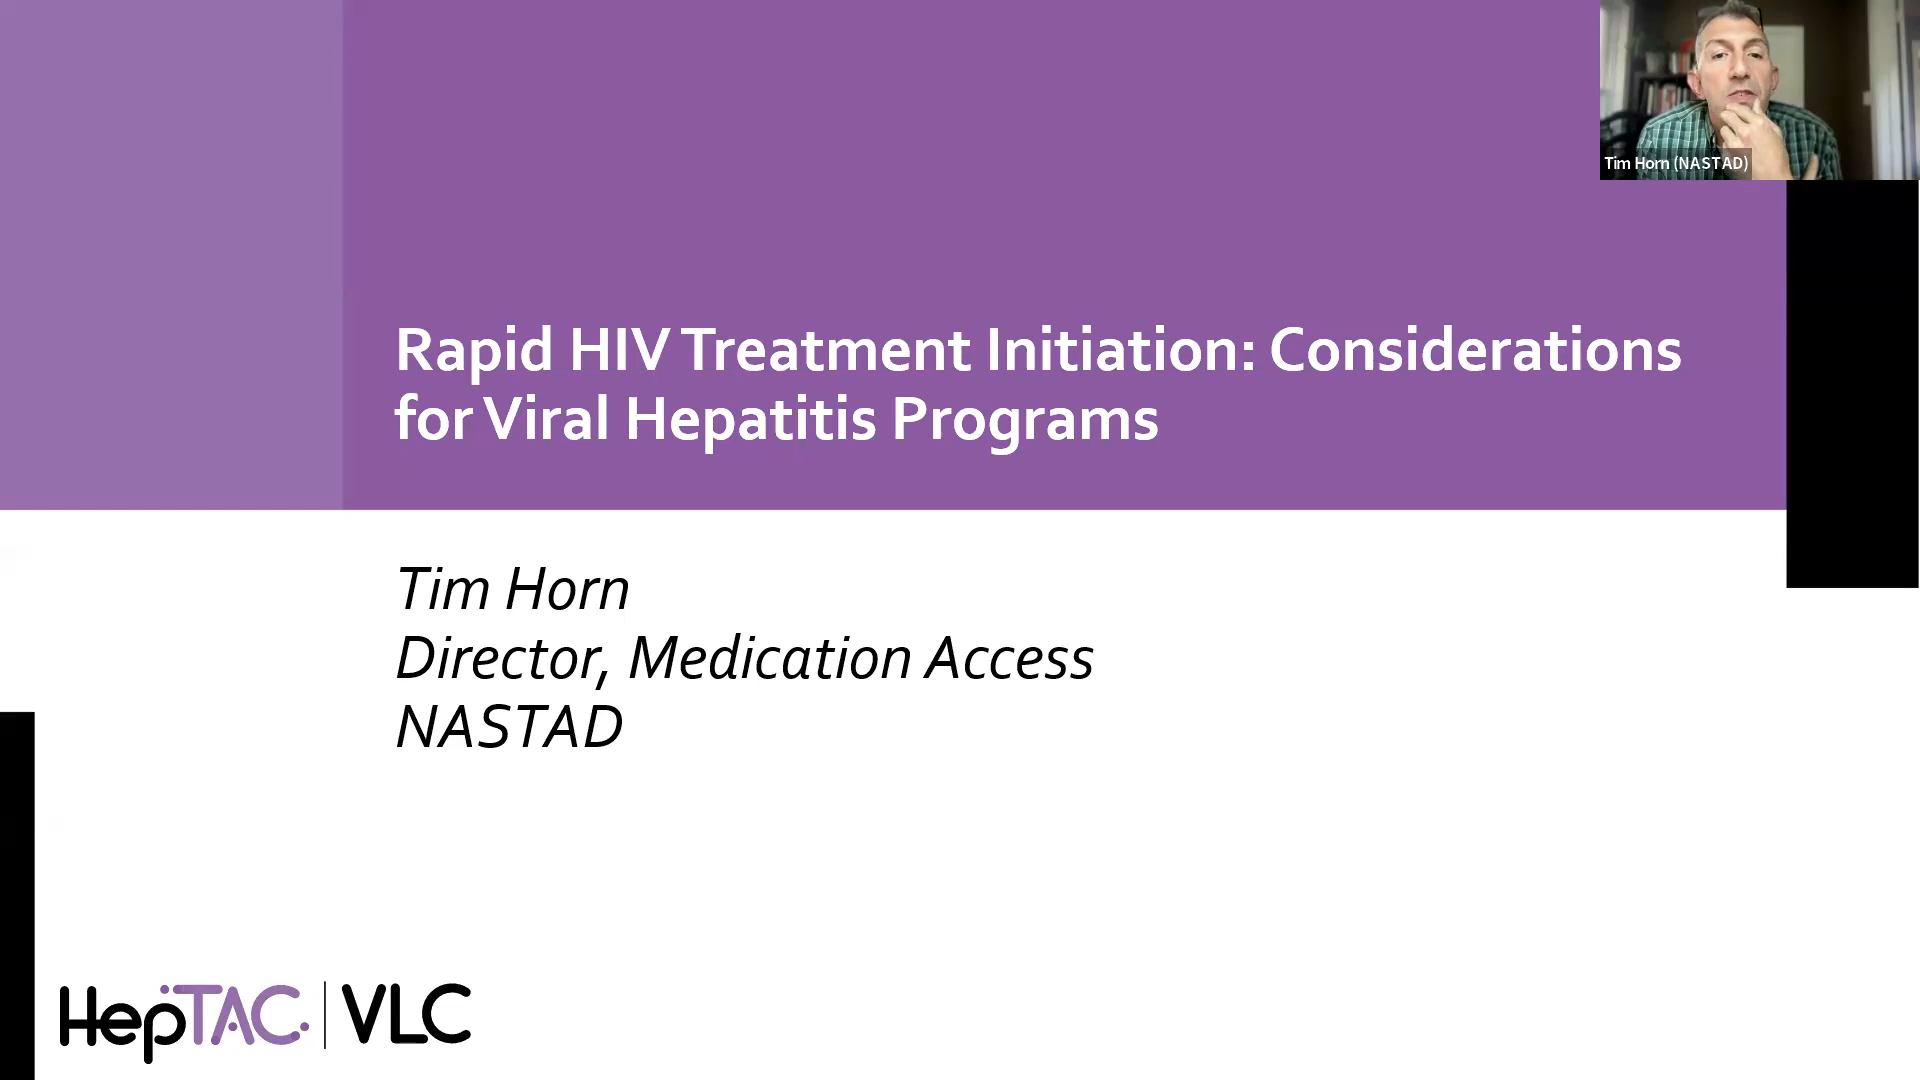 Tim Horn (NASTAD)
Rapid HIV Treatment Initiation: Considerations
for Viral Hepatitis Programs
Tim Horn
Director, Medication Access
NASTAD
HepTAC | VLC